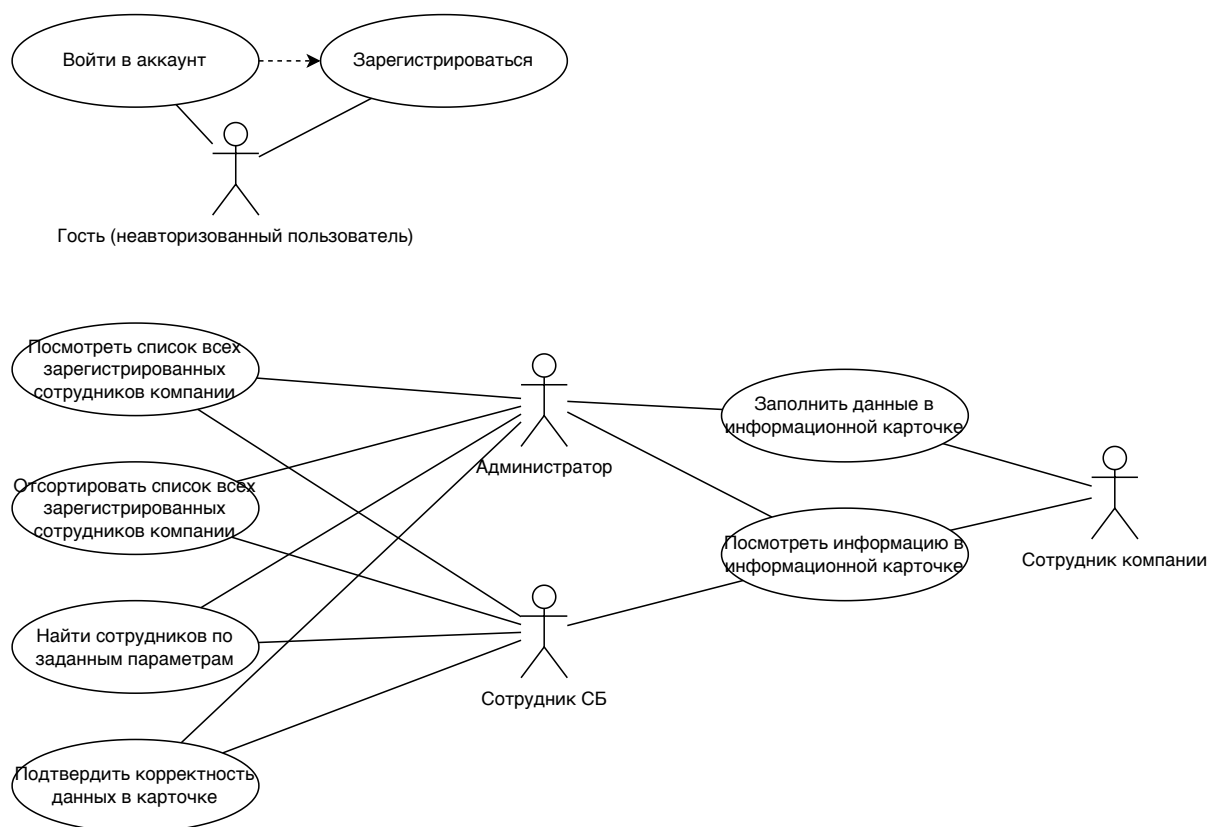 Войти в аккаунт
Зарегистрироваться
Гость (неавторизованный пользователь)
Посмотреть список всех
зарегистрированных
сотрудников компании
Заполнить данные в
информационной карточке
Администратор
Отсортировать список всех
зарегистрированных
сотрудников компании
Посмотреть информацию в
информационной карточке
Сотрудник компании
Найти сотрудников по
заданным параметрам
Сотрудник СБ
Подтвердить корректность
данных в карточке